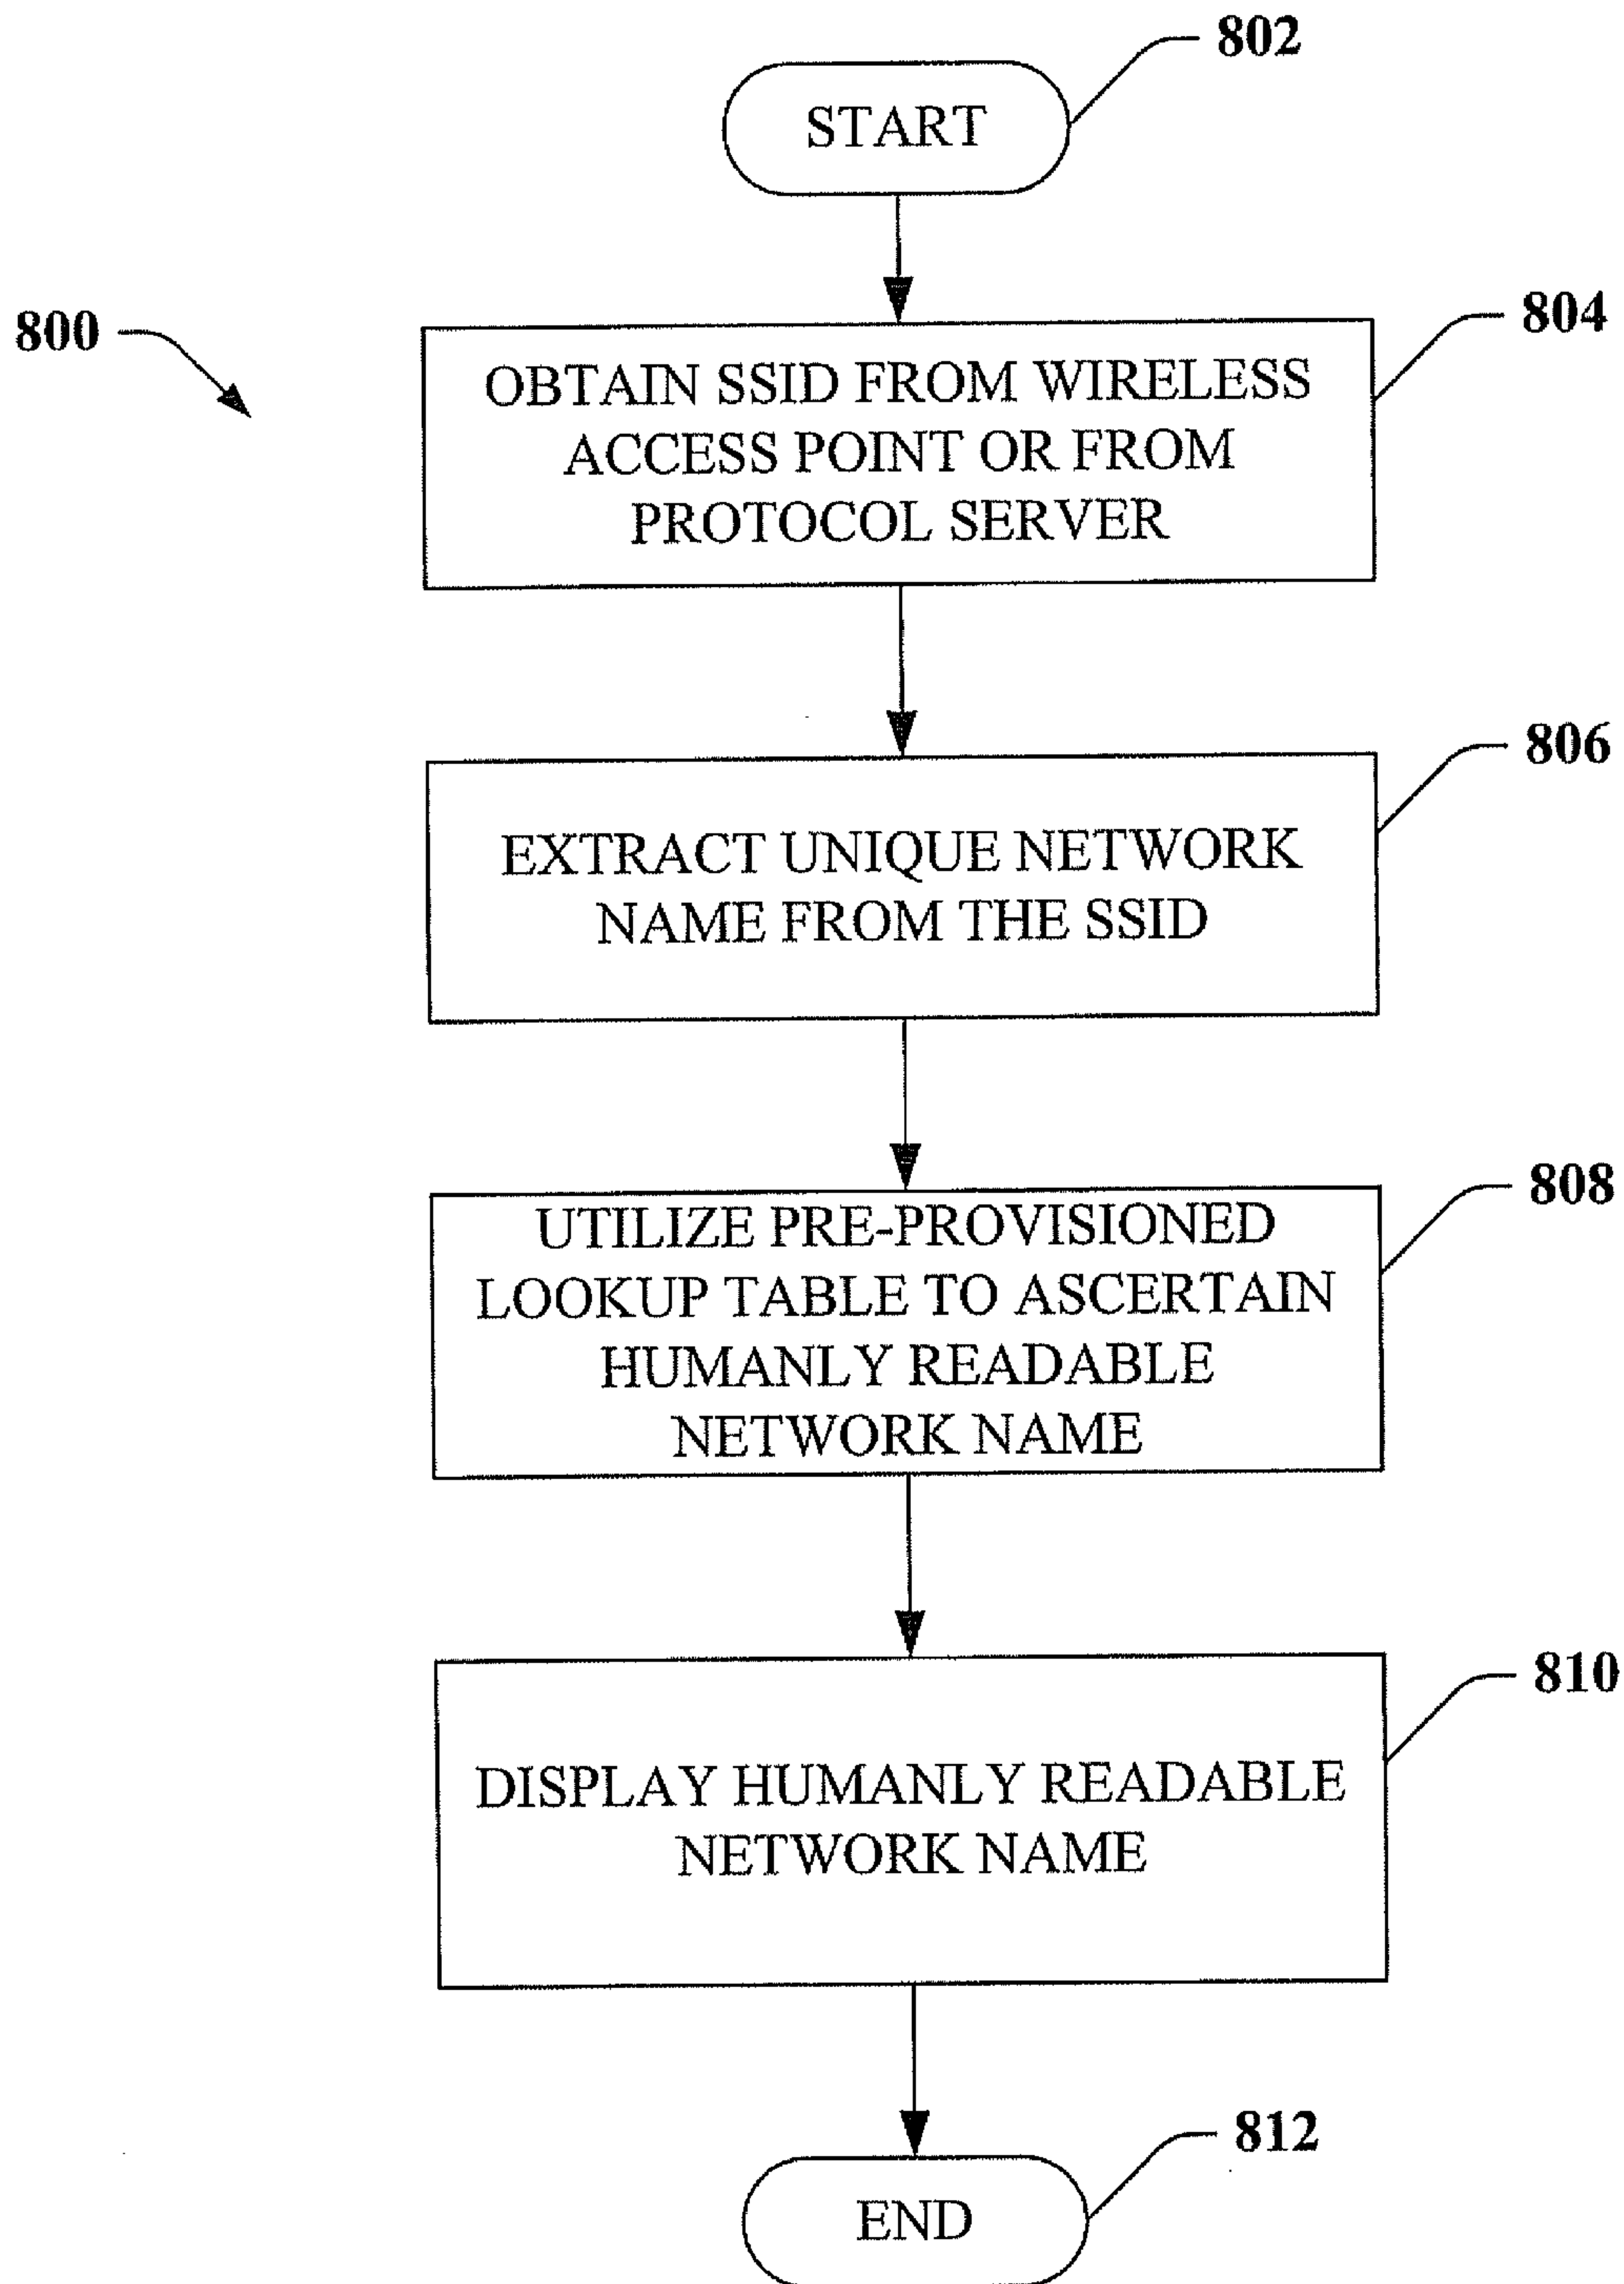 802
START
800
804
OBTAIN SSID FROM WIRELESS
ACCESS POINT OR FROM
PROTOCOL SERVER
806
EXTRACT UNIQUE NETWORK
NAME FROM THE SSID
808
UTILIZE PRE-PROVISIONED
LOOKUP TABLE TO ASCERTAIN
HUMANLY READABLE
NETWORK NAME
810
DISPLAY HUMANLY READABLE
NETWORK NAME
812
END